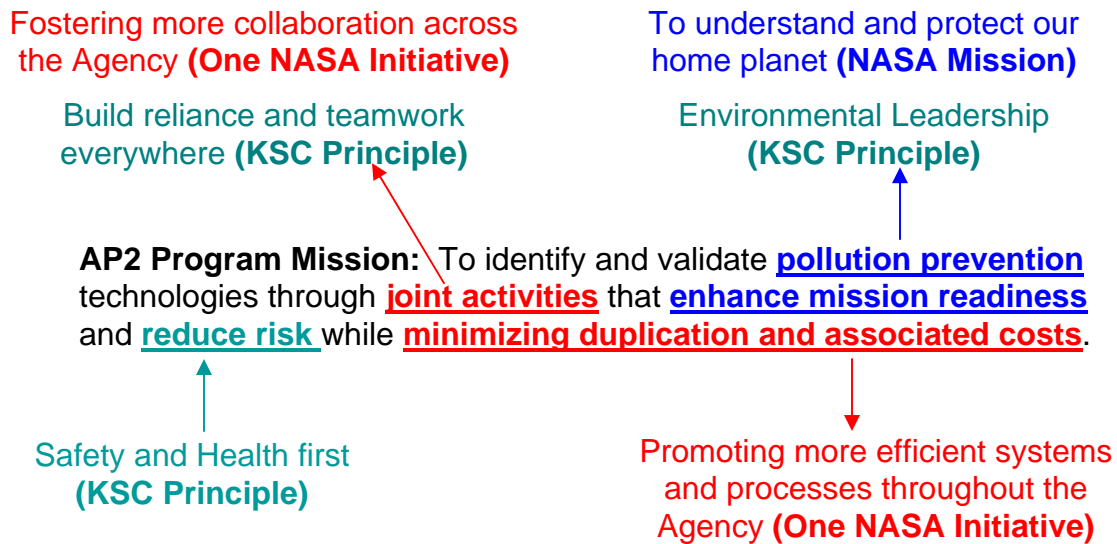 Fostering more collaboration across
the Agency (One NASA Initiative)
To understand and protect our
home planet (NASA Mission)
Build reliance and teamwork
everywhere (KSC Principle)
Environmental Leadership
(KSC Principle)
AP2 Program Mission: To identify and validate pollution prevention
technologies through joint activities that enhance mission readiness
and reduce risk while minimizing duplication and associated costs.
Safety and Health first
(KSC Principle)
Promoting more efficient systems
and processes throughout the
Agency (One NASA Initiative)